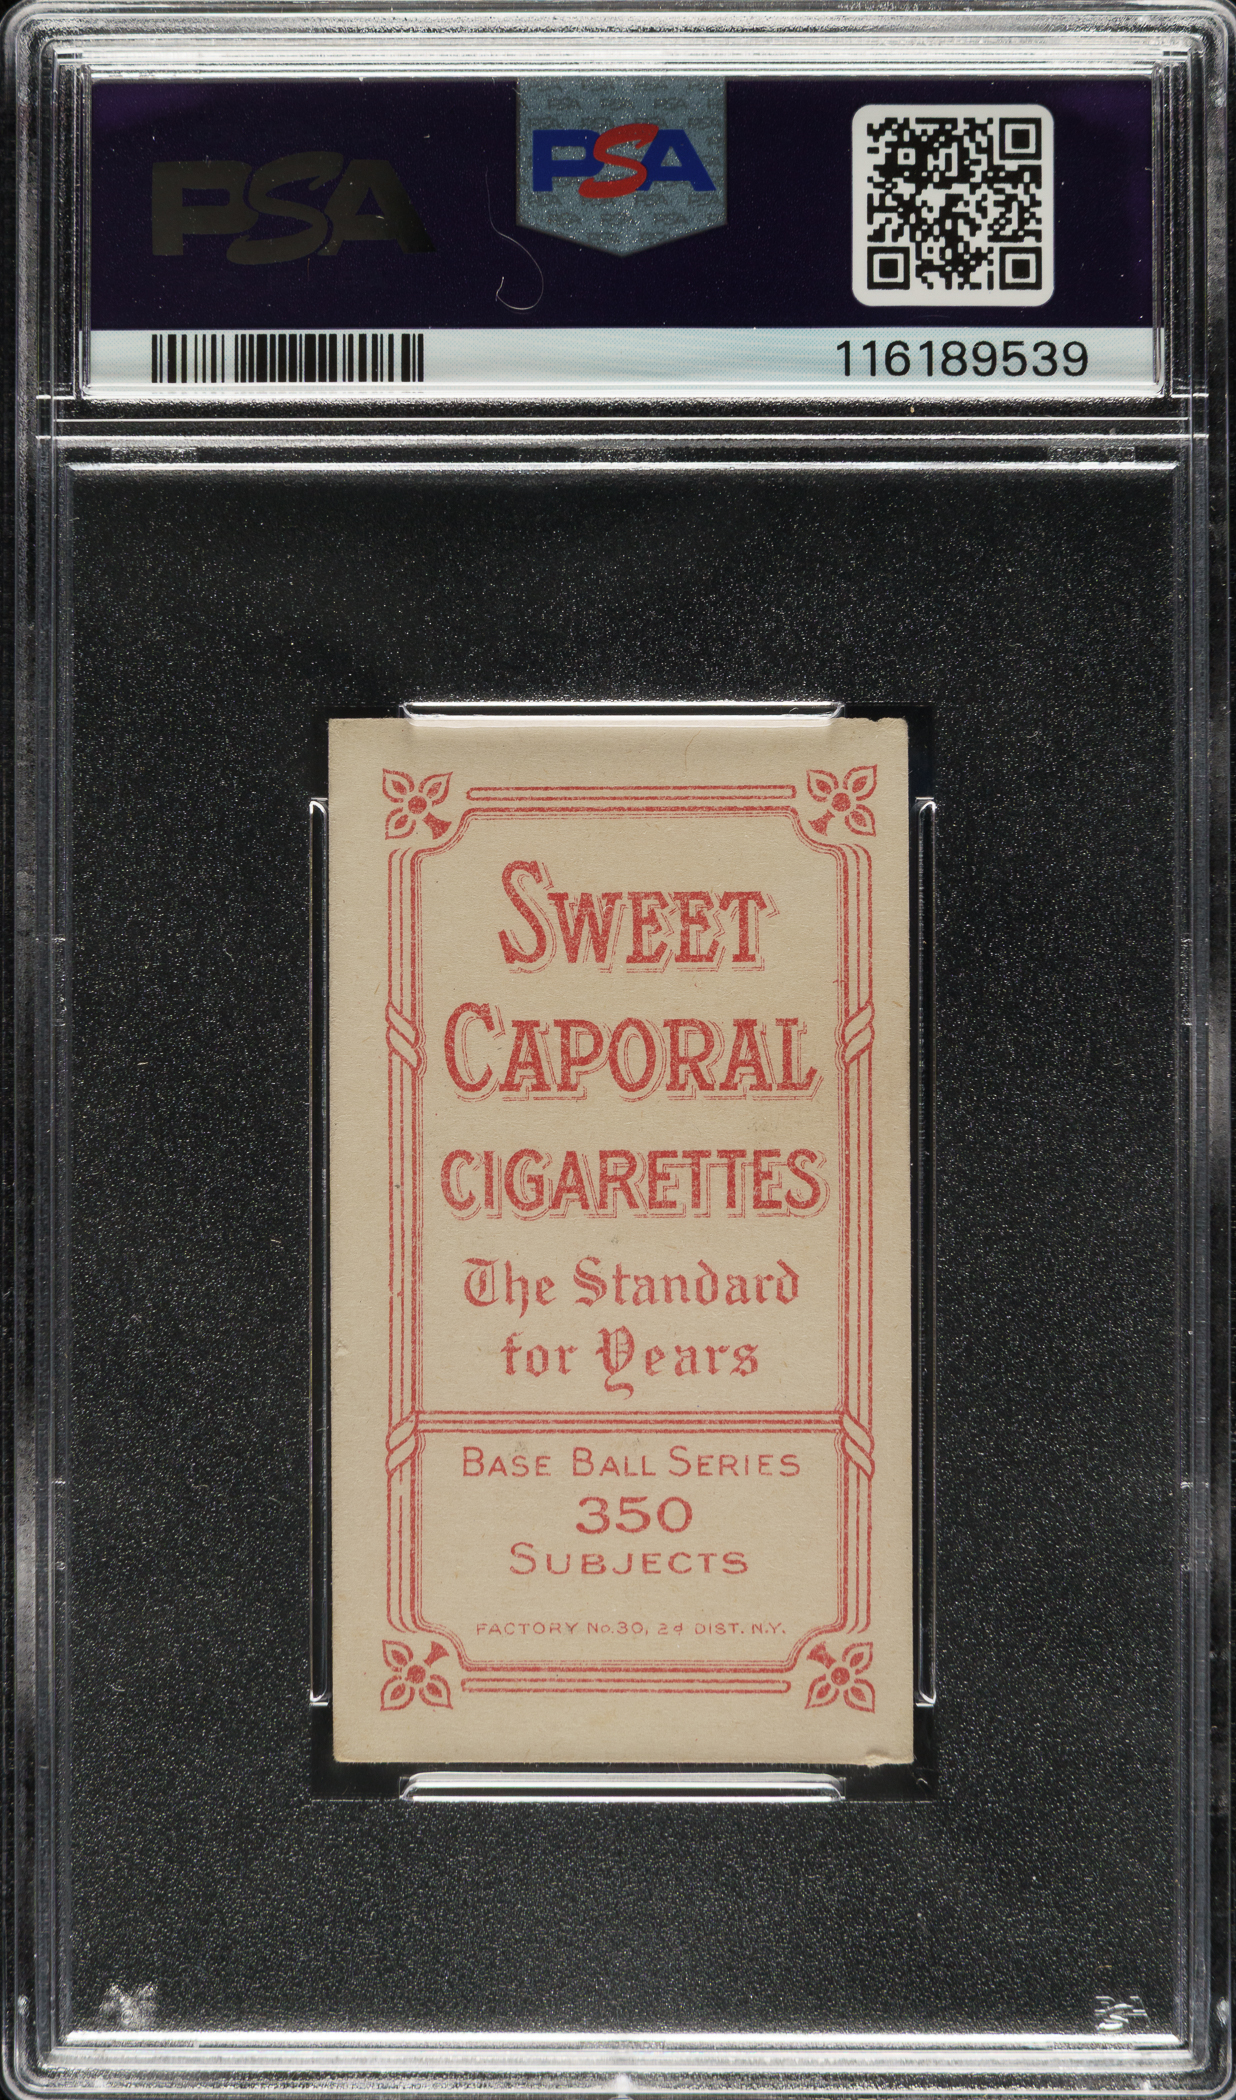 PSA
PSA
116189539
SWEET
CAPORAL
CIGARETTES
The Standard
for Years
BASE BALL SERIES
350
SUBJECTS
FACTORY No.30, 2d DIST. N.Y.
PSA